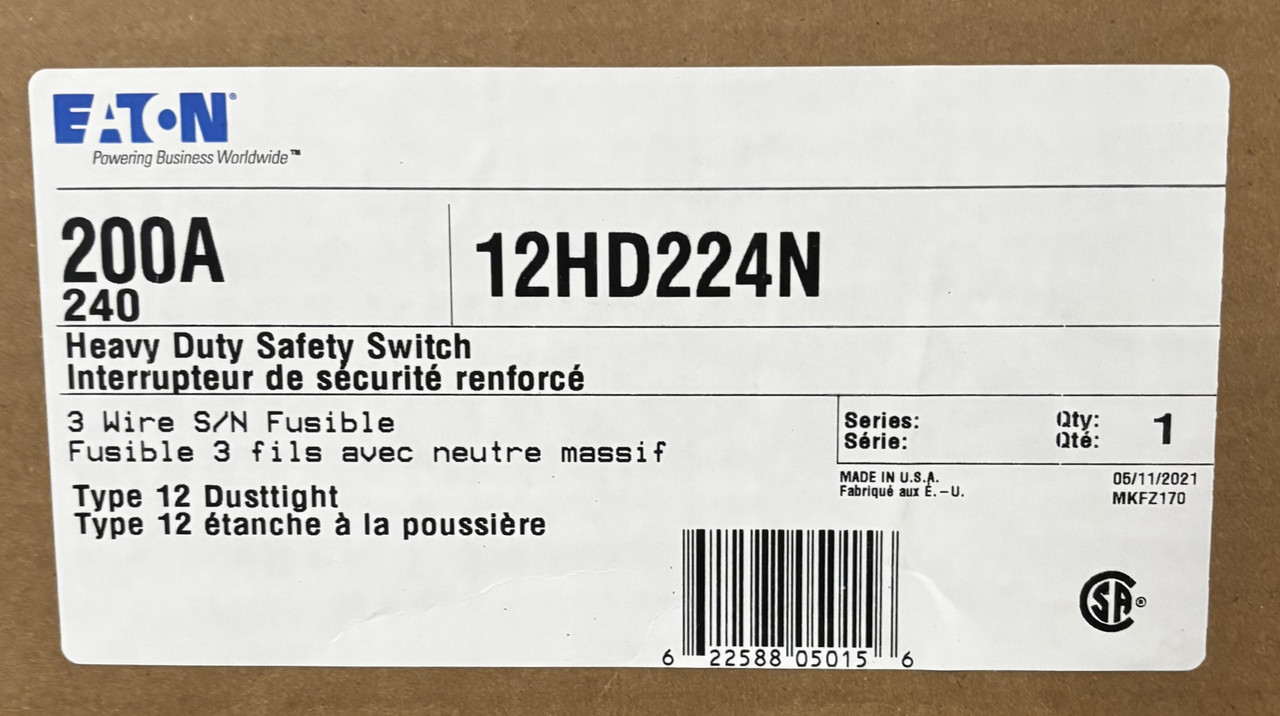 EATON®
Powering Business Worldwide™
200A
240
12HD224N
Heavy Duty Safety Switch
Interrupteur de sécurité renforcé
3 Wire S/N Fusible
Fusible 3 fils avec neutre massif
Type 12 Dusttight
Type 12 étanche à la poussière
Series:
Série:
Qty:
Qté:
1
MADE IN U.S.A.
Fabriqué aux É.-U.
05/11/2021
MKFZ170
6 22588 05015 6
SA®